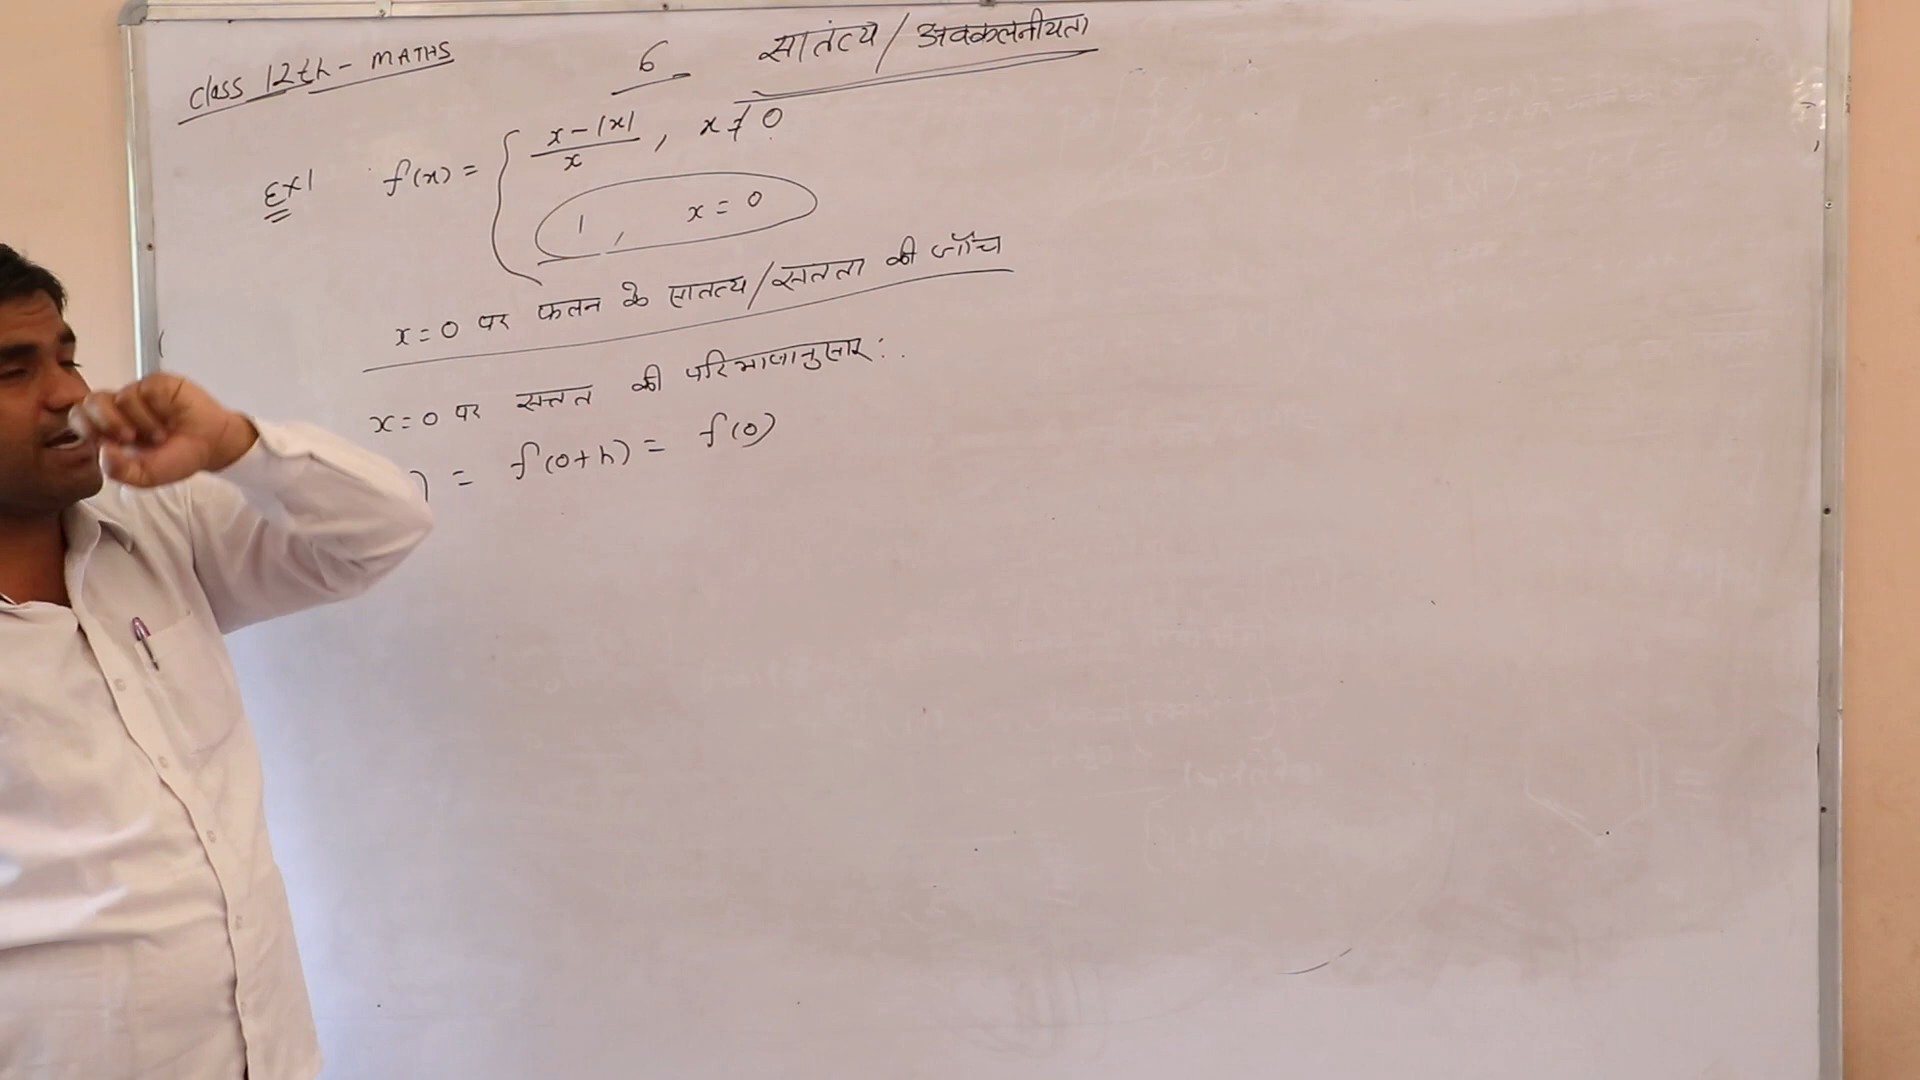 class 12th - MATHS
6
सातंत्य / अवकलनीयता
Ex1 f(x) = { x-|x| / x , x ≠ 0
1 , x = 0
x = 0 पर फलन के सातत्य / सतता की जाँच
x = 0 पर सतत की परिभाषानुसार :.
) = f(0+h) = f(0)